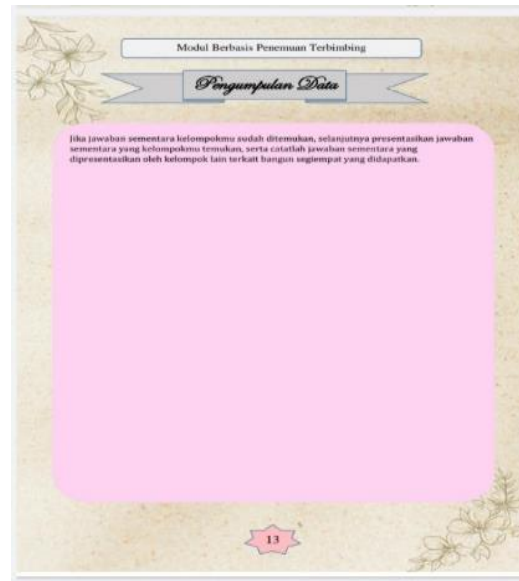 Modul Berbasis Penemuan Terbimbing
Pengumpulan Data
Jika jawaban sementara kelompokmu sudah ditemukan, selanjutnya presentasikan jawaban
sementara yang kelompokmu temukan, serta catatlah jawaban sementara yang
dipresentasikan oleh kelompok lain terkait bangun segiempat yang didapatkan.
13